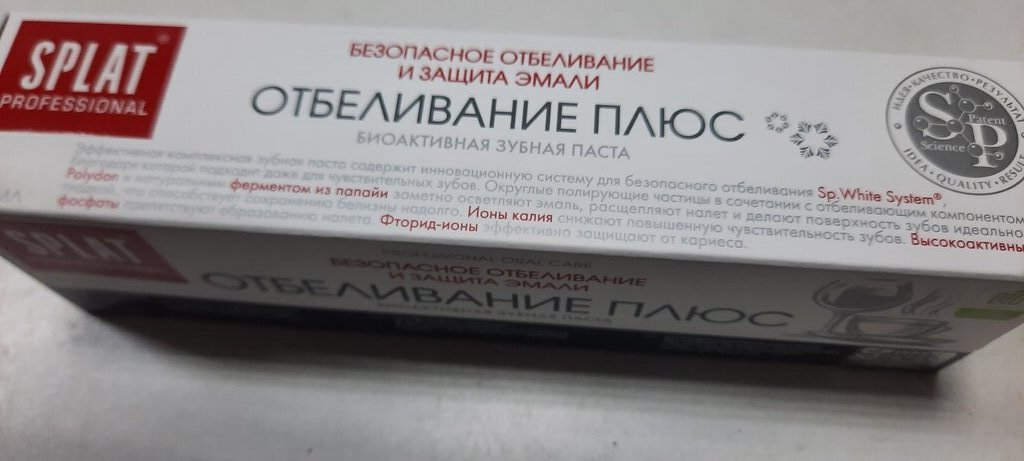 SPLAT
PROFESSIONAL
БЕЗОПАСНОЕ ОТБЕЛИВАНИЕ
И ЗАЩИТА ЭМАЛИ
ОТБЕЛИВАНИЕ ПЛЮС
БИОАКТИВНАЯ ЗУБНАЯ ПАСТА
ИДЕЯ•КАЧЕСТВО•РЕЗУЛЬТАТ
SP
Patent
Science
IDEA•QUALITY•RESULT
Эффективная комплексная зубная паста содержит инновационную систему для безопасного отбеливания Sp.White System®,
благодаря которой подходит даже для чувствительных зубов. Округлые полирующие частицы в сочетании с отбеливающим компонентом
Polydon и натуральным ферментом из папайи заметно осветляют эмаль, расщепляют налет и делают поверхность зубов идеально
гладкой, что способствует сохранению белизны надолго. Ионы калия снижают повышенную чувствительность зубов. Высокоактивны
фосфаты препятствуют образованию налета. Фторид-ионы эффективно защищают от кариеса.
МЛ
SPLAT
PROFESSIONAL ORAL CARE
БЕЗОПАСНОЕ ОТБЕЛИВАНИЕ
И ЗАЩИТА ЭМАЛИ
ОТБЕЛИВАНИЕ ПЛЮС
БИОАКТИВНАЯ ЗУБНАЯ ПАСТА